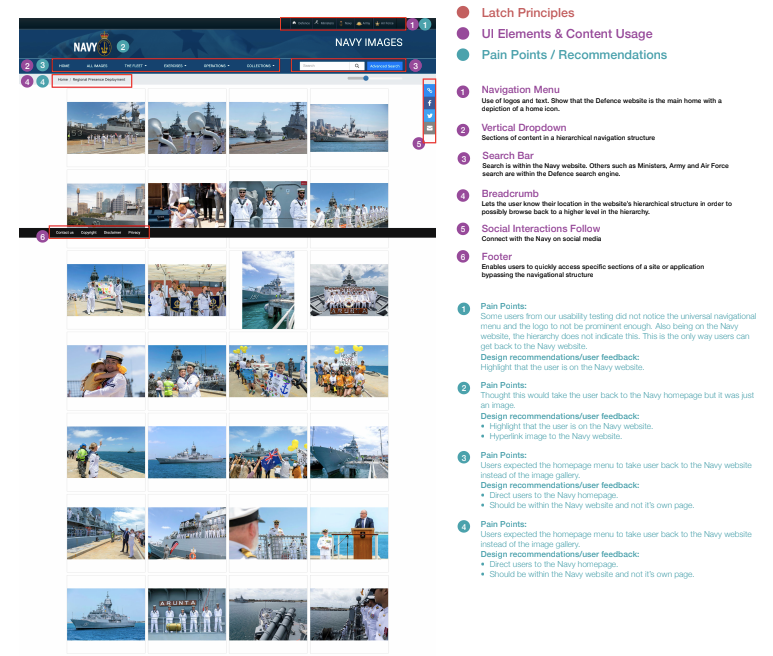 Defence Ministers Navy Army Air Force
1 1
NAVY
2
NAVY IMAGES
2 3
HOME ALL IMAGES THE FLEET EXERCISES OPERATIONS COLLECTIONS
Search Advanced Search
3
4 4
Home Regional Presence Deployment
5
6
Contact us Copyright Disclaimer Privacy
ARUNTA
Latch Principles
UI Elements & Content Usage
Pain Points / Recommendations
1 Navigation Menu
Use of logos and text. Show that the Defence website is the main home with a
depiction of a home icon.
2 Vertical Dropdown
Sections of content in a hierarchical navigation structure
3 Search Bar
Search is within the Navy website. Others such as Ministers, Army and Air Force
search are within the Defence search engine.
4 Breadcrumb
Lets the user know their location in the website's hierarchical structure in order to
possibly browse back to a higher level in the hierarchy.
5 Social Interactions Follow
Connect with the Navy on social media
6 Footer
Enables users to quickly access specific sections of a site or application
bypassing the navigational structure
1 Pain Points:
Some users from our usability testing did not notice the universal navigational
menu and the logo to not be prominent enough. Also being on the Navy
website, the hierarchy does not indicate this. This is the only way users can
get back to the Navy website.
Design recommendations/user feedback:
Highlight that the user is on the Navy website.
2 Pain Points:
Thought this would take the user back to the Navy homepage but it was just
an image.
Design recommendations/user feedback:
▪ Highlight that the user is on the Navy website.
▪ Hyperlink image to the Navy website.
3 Pain Points:
Users expected the homepage menu to take user back to the Navy website
instead of the image gallery.
Design recommendations/user feedback:
▪ Direct users to the Navy homepage.
▪ Should be within the Navy website and not it's own page.
4 Pain Points:
Users expected the homepage menu to take user back to the Navy website
instead of the image gallery.
Design recommendations/user feedback:
▪ Direct users to the Navy homepage.
▪ Should be within the Navy website and not it's own page.